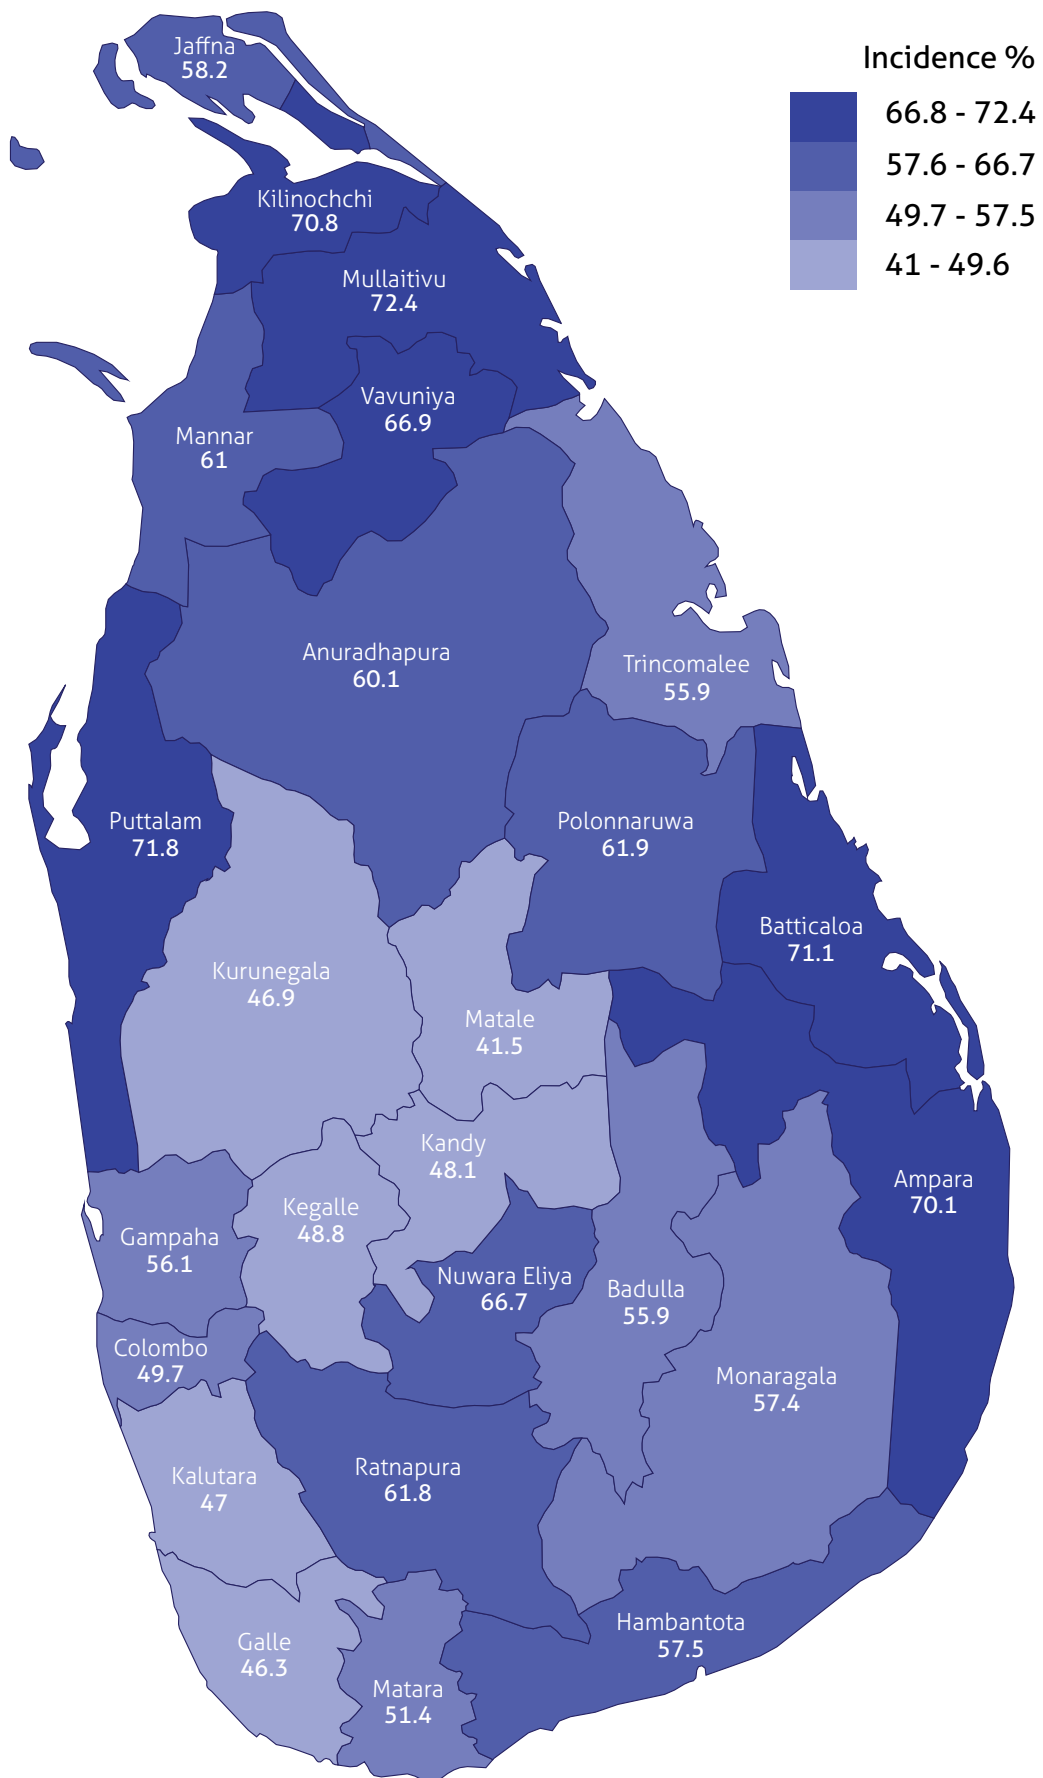 Jaffna
58.2
Incidence %
66.8 - 72.4
57.6 - 66.7
49.7 - 57.5
41 - 49.6
Kilinochchi
70.8
Mullaitivu
72.4
Vavuniya
66.9
Mannar
61
Anuradhapura
60.1
Trincomalee
55.9
Puttalam
71.8
Polonnaruwa
61.9
Batticaloa
71.1
Kurunegala
46.9
Matale
41.5
Kandy
48.1
Ampara
70.1
Kegalle
48.8
Gampaha
56.1
Nuwara Eliya
66.7
Badulla
55.9
Colombo
49.7
Monaragala
57.4
Ratnapura
61.8
Kalutara
47
Hambantota
57.5
Galle
46.3
Matara
51.4